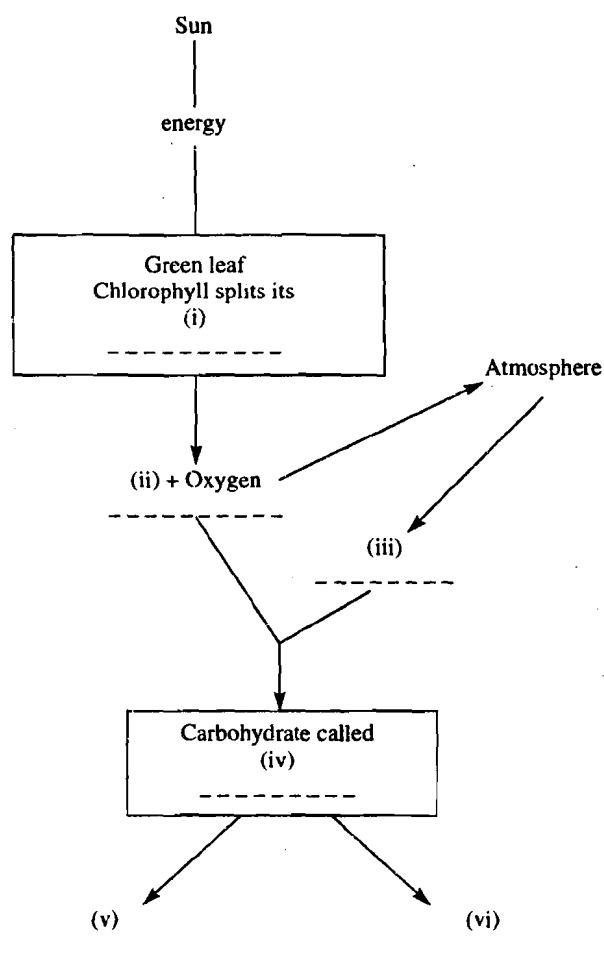 Sun
energy
Green leaf
Chlorophyll splits its
(i)
Atmosphere
(ii) + Oxygen
(iii)
Carbohydrate called
(iv)
(v)
(vi)